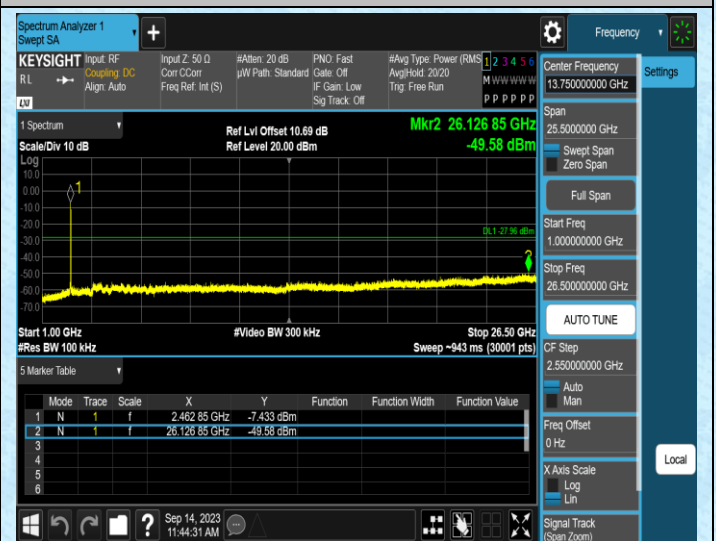 Spectrum Analyzer 1
Swept SA
+
Frequency
KEYSIGHT
RL
LXI
Input: RF
Coupling: DC
Align: Auto
Input Z: 50 Ω
Corr CCorr
Freq Ref: Int (S)
#Atten: 20 dB
µW Path: Standard
PNO: Fast
Gate: Off
IF Gain: Low
Sig Track: Off
#Avg Type: Power (RMS
Avg|Hold: 20/20
Trig: Free Run
1 2 3 4 5 6
M W W W W W
P P P P P P
1 Spectrum
Scale/Div 10 dB
Ref Lvl Offset 10.69 dB
Ref Level 20.00 dBm
Mkr2 26.126 85 GHz
-49.58 dBm
Log
10.0
0.00
-10.0
-20.0
-30.0
-40.0
-50.0
-60.0
-70.0
1
DL1 -27.96 dBm
2
Start 1.00 GHz
#Res BW 100 kHz
#Video BW 300 kHz
Stop 26.50 GHz
Sweep ~943 ms (30001 pts)
5 Marker Table
Mode Trace Scale X Y Function Function Width Function Value
1 N 1 f 2.462 85 GHz -7.433 dBm
2 N 1 f 26.126 85 GHz -49.58 dBm
3
4
5
6
?
Sep 14, 2023
11:44:31 AM
Center Frequency
13.750000000 GHz
Settings
Span
25.5000000 GHz
Swept Span
Zero Span
Full Span
Start Freq
1.000000000 GHz
Stop Freq
26.500000000 GHz
AUTO TUNE
CF Step
2.550000000 GHz
Auto
Man
Freq Offset
0 Hz
X Axis Scale
Log
Lin
Local
Signal Track
(Span Zoom)